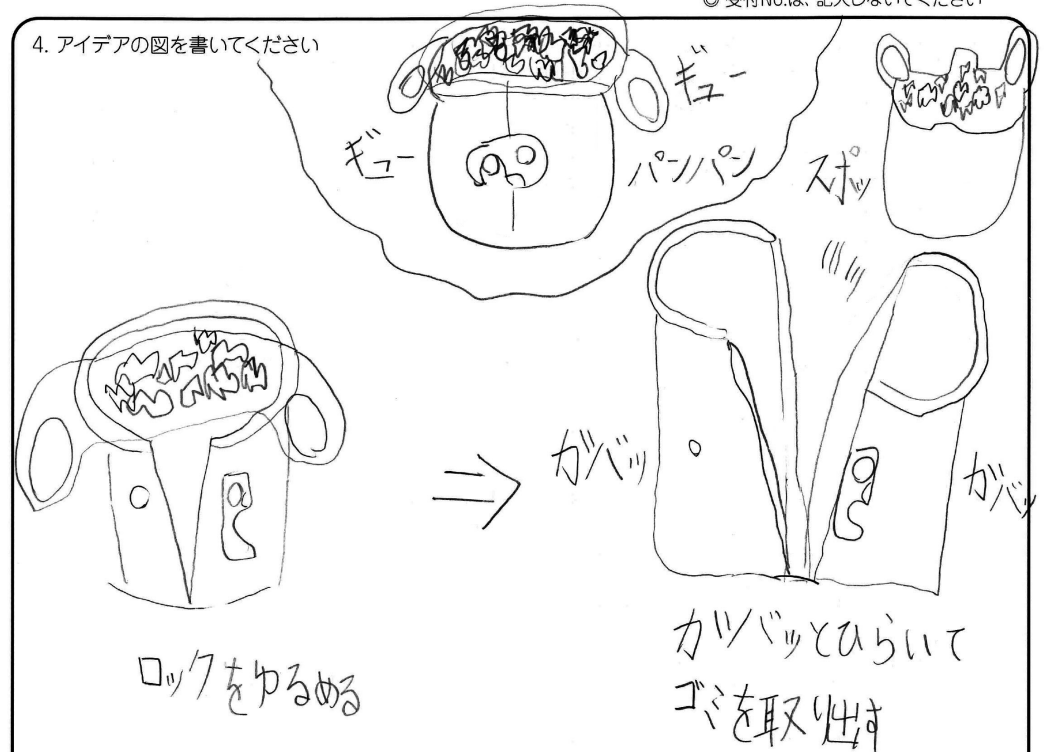 ◎ 受付No.は、記入しないでください
4. アイデアの図を書いてください
ギュー
ギュー
パンパン
スポッ
ガバッ
ガバッ
ロックをゆるめる
ガバッとひらいて
ゴミを取り出す